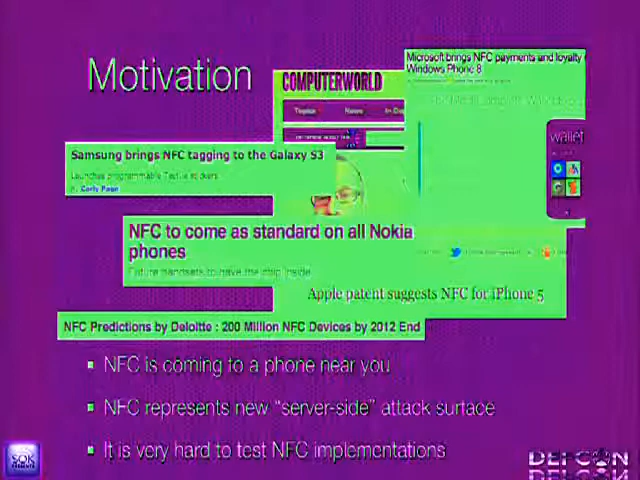 Motivation
COMPUTERWORLD
Topics News
Microsoft brings NFC payments and loyalty
Windows Phone 8
wallet
Samsung brings NFC tagging to the Galaxy S3
Launches programmable
NFC to come as standard on all Nokia
phones
Future handsets to have the chip inside
Apple patent suggests NFC for iPhone 5
NFC Predictions by Deloitte : 200 Million NFC Devices by 2012 End
NFC is coming to a phone near you
NFC represents new “server-side” attack surface
It is very hard to test NFC implementations
DEFCON